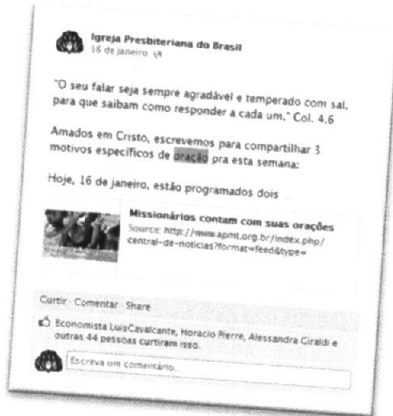 Igreja Presbiteriana do Brasil
16 de janeiro
"O seu falar seja sempre agradável e temperado com sal,
para que saibam como responder a cada um." Col. 4.6
Amados em Cristo, escrevemos para compartilhar 3
motivos específicos de oração pra esta semana:
Hoje, 16 de janeiro, estão programados dois
Missionários contam com suas orações
Source: http://www.apmt.org.br/index.php/
central-de-noticias?format=feed&type=
Curtir · Comentar · Share
Economista LuisCavalcante, Horacio Pierre, Alessandra Giraldi e
outras 44 pessoas curtiram isso.
Escreva um comentário...